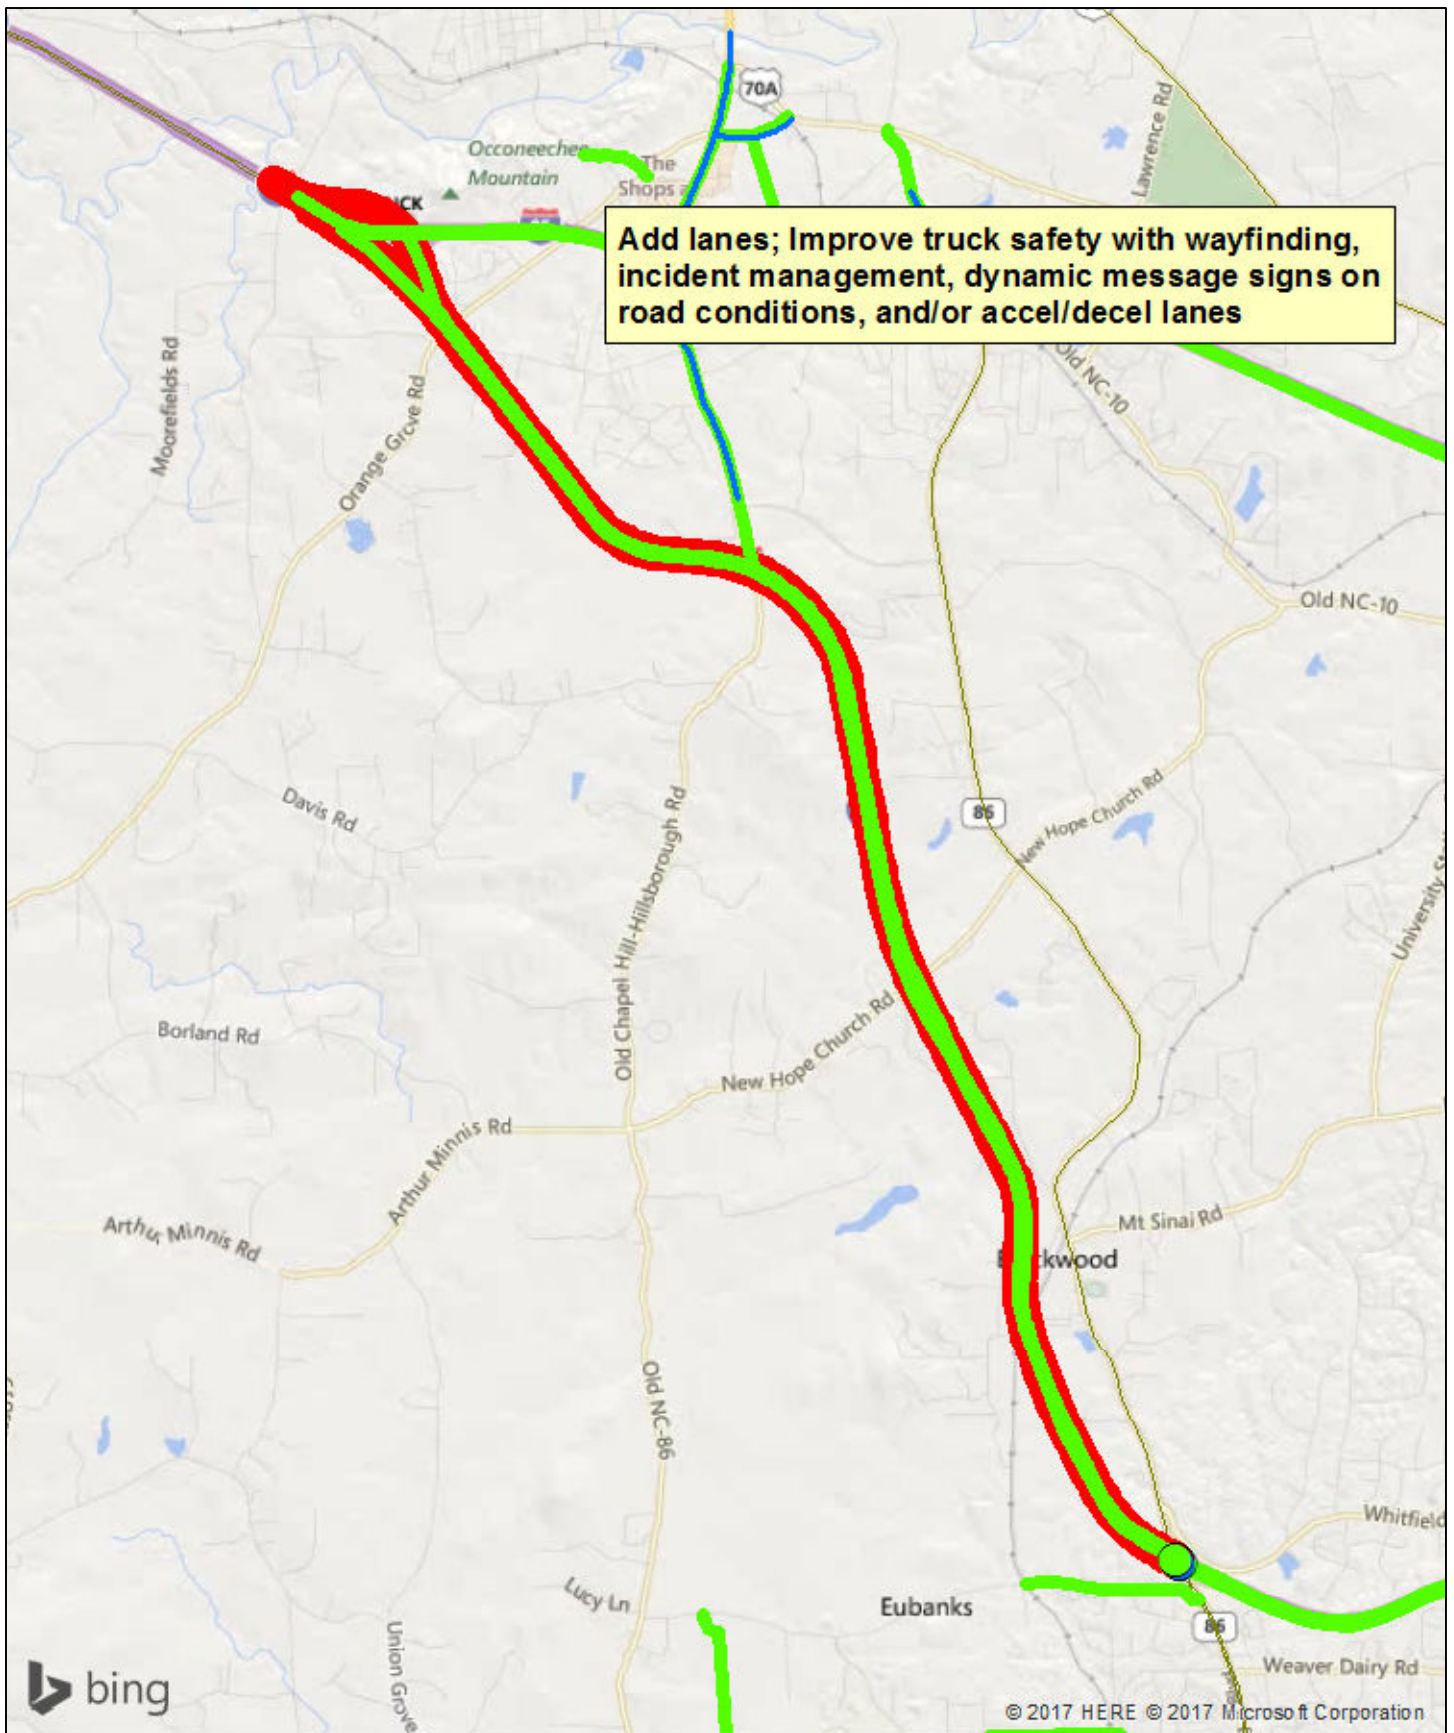 70A
Lawrence Rd
Occoneechee
Mountain
The
Shops
Add lanes; Improve truck safety with wayfinding,
incident management, dynamic message signs on
road conditions, and/or accel/decel lanes
Moorefields Rd
Orange Grove Rd
Old NC-10
Old NC-10
Davis Rd
Old Chapel Hill-Hillsborough Rd
86
New Hope Church Rd
University
Borland Rd
New Hope Church Rd
Arthur Minnis Rd
Arthur Minnis Rd
Mt Sinai Rd
Old NC-86
Whitfield
Lucy Ln
Eubanks
86
Union Grove
Weaver Dairy Rd
bing
© 2017 HERE © 2017 Microsoft Corporation